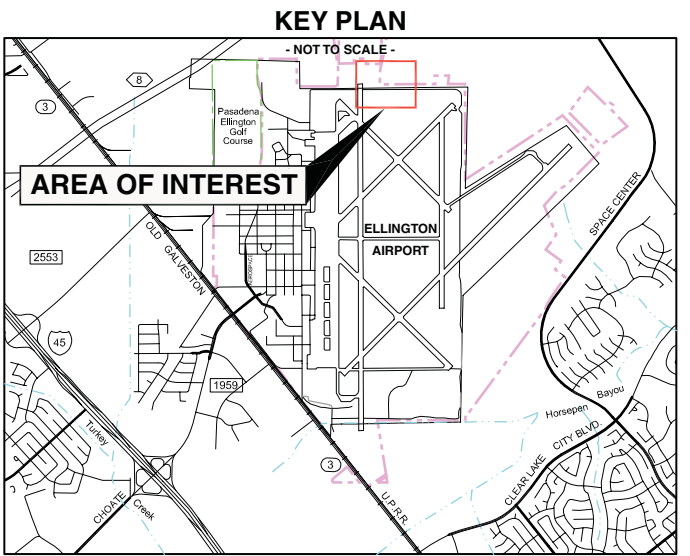 KEY PLAN
- NOT TO SCALE -
8
3
Pasadena
Ellington
Golf
Course
AREA OF INTEREST
SPACE CENTER
OLD GALVESTON
ELLINGTON
AIRPORT
2553
45
1959
Horsepen Bayou
CITY BLVD.
CLEAR LAKE
Turkey
Creek
CHOATE
3
U.P.R.R.